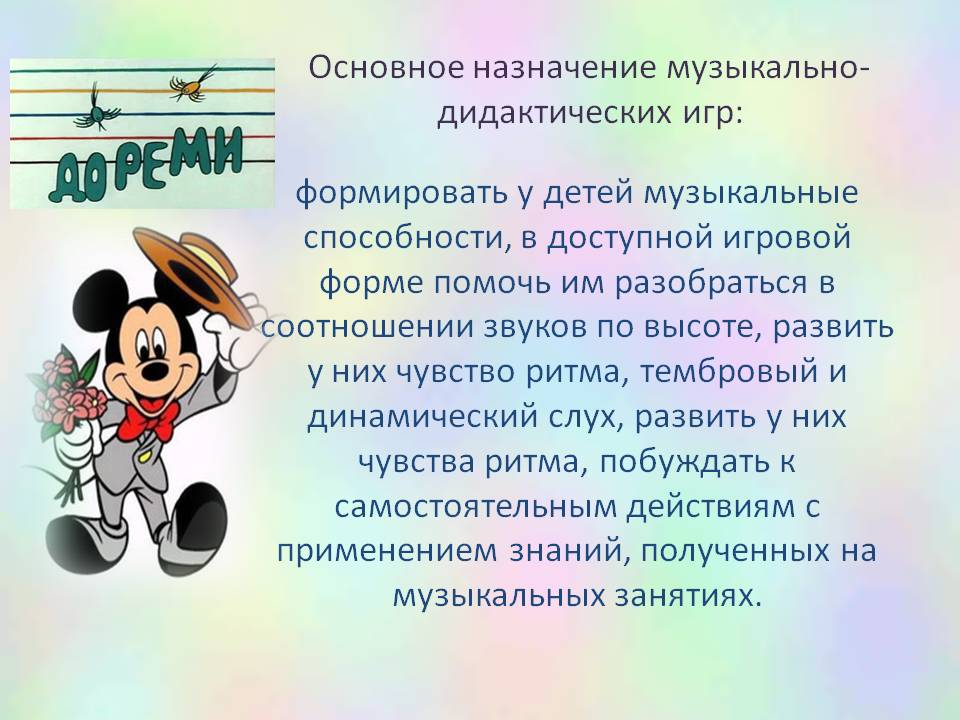 Основное назначение музыкально-
дидактических игр:
ДО РЕ МИ
формировать у детей музыкальные
способности, в доступной игровой
форме помочь им разобраться в
соотношении звуков по высоте, развить
у них чувство ритма, тембровый и
динамический слух, развить у них
чувства ритма, побуждать к
самостоятельным действиям с
применением знаний, полученных на
музыкальных занятиях.